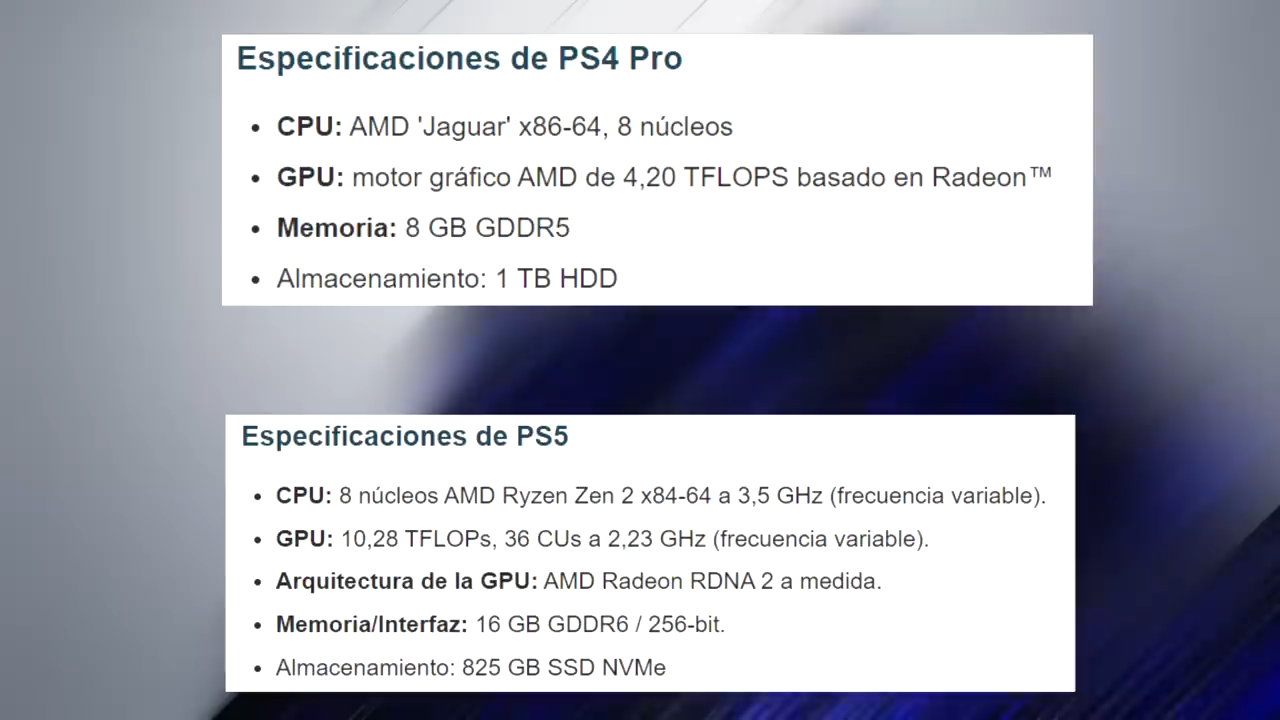 Especificaciones de PS4 Pro
• CPU: AMD 'Jaguar' x86-64, 8 núcleos
• GPU: motor gráfico AMD de 4,20 TFLOPS basado en Radeon™
• Memoria: 8 GB GDDR5
• Almacenamiento: 1 TB HDD
Especificaciones de PS5
• CPU: 8 núcleos AMD Ryzen Zen 2 x84-64 a 3,5 GHz (frecuencia variable).
• GPU: 10,28 TFLOPs, 36 CUs a 2,23 GHz (frecuencia variable).
• Arquitectura de la GPU: AMD Radeon RDNA 2 a medida.
• Memoria/Interfaz: 16 GB GDDR6 / 256-bit.
• Almacenamiento: 825 GB SSD NVMe